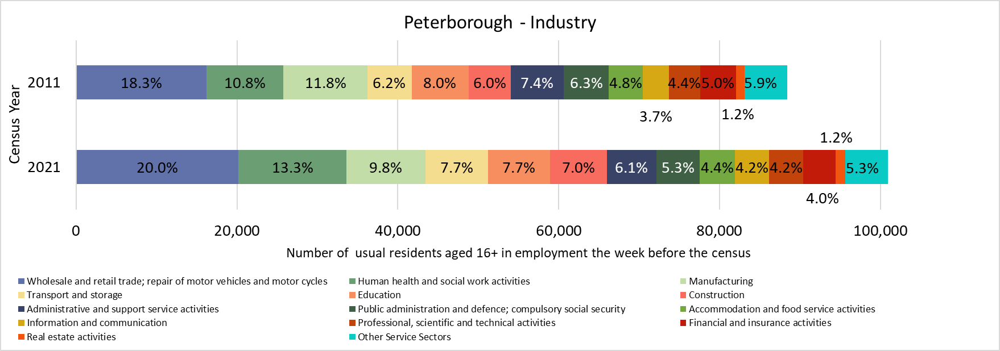 Peterborough - Industry
Census Year
2011
18.3% 10.8% 11.8% 6.2% 8.0% 6.0% 7.4% 6.3% 4.8% 4.4% 5.0% 5.9%
3.7% 1.2%
1.2%
2021
20.0% 13.3% 9.8% 7.7% 7.7% 7.0% 6.1% 5.3% 4.4% 4.2% 4.2% 5.3%
4.0%
0 20,000 40,000 60,000 80,000 100,000
Number of usual residents aged 16+ in employment the week before the census
Wholesale and retail trade; repair of motor vehicles and motor cycles Human health and social work activities Manufacturing
Transport and storage Education Construction
Administrative and support service activities Public administration and defence; compulsory social security Accommodation and food service activities
Information and communication Professional, scientific and technical activities Financial and insurance activities
Real estate activities Other Service Sectors